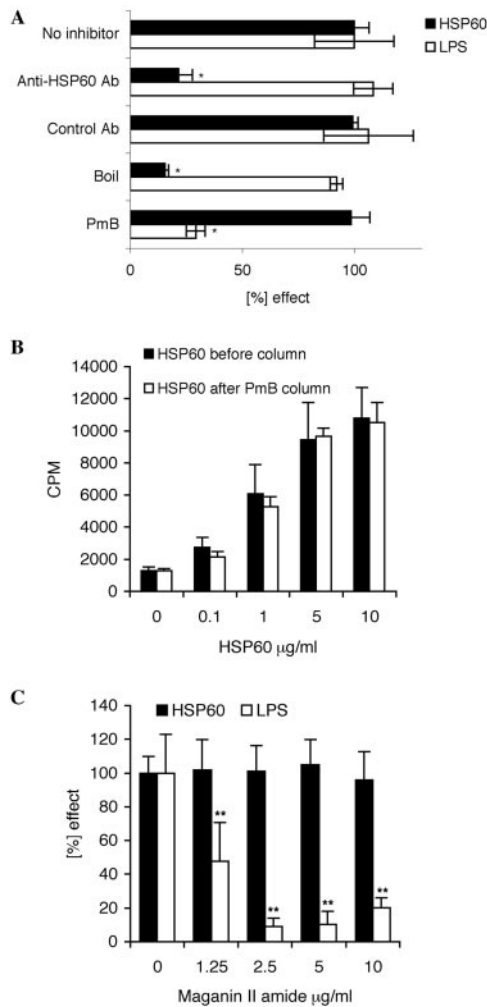 A
HSP60
LPS
No inhibitor
Anti-HSP60 Ab
*
Control Ab
Boil
*
PmB
*
0 50 100
[%] effect
B
HSP60 before column
HSP60 after PmB column
14000
12000
10000
8000
6000
4000
2000
0
CPM
0 0.1 1 5 10
HSP60 µg/ml
C
HSP60 LPS
140
120
100
80
60
40
20
0
[%] effect
**
**
**
**
0 1.25 2.5 5 10
Maganin II amide µg/ml